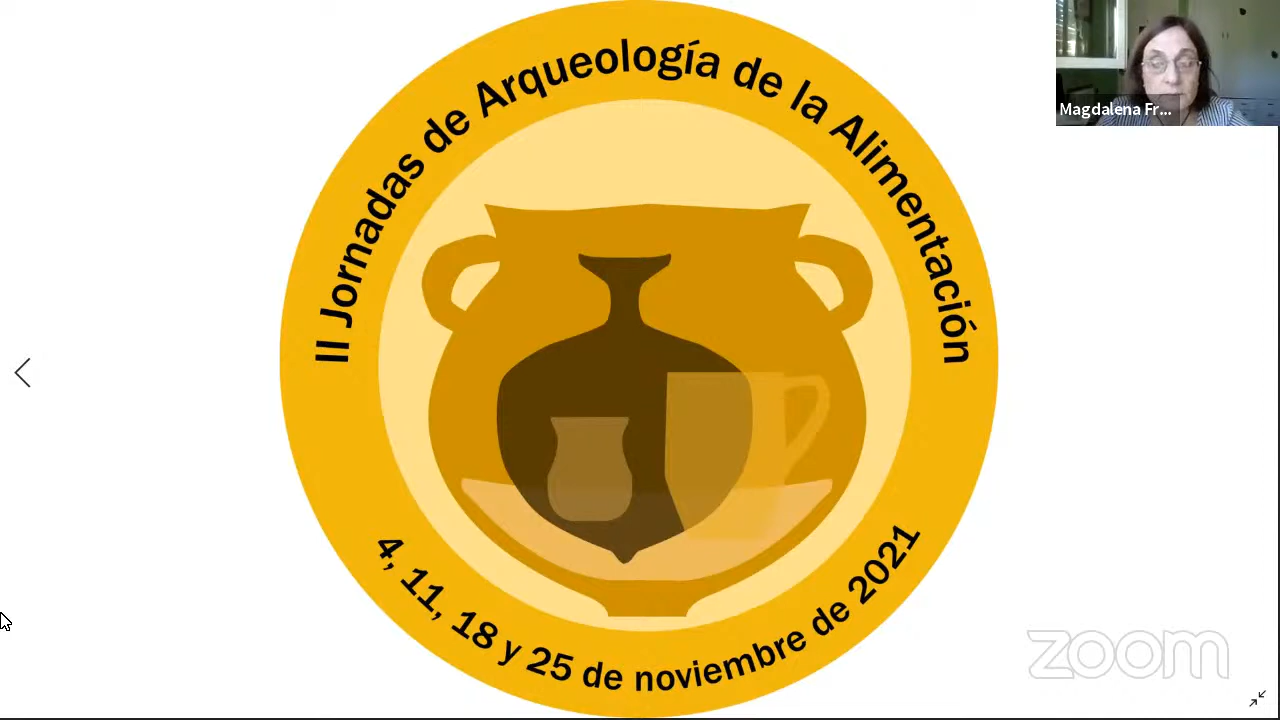 II Jornadas de Arqueología de la Alimentación
Magdalena Fr...
4, 11, 18 y 25 de noviembre de 2021
zoom